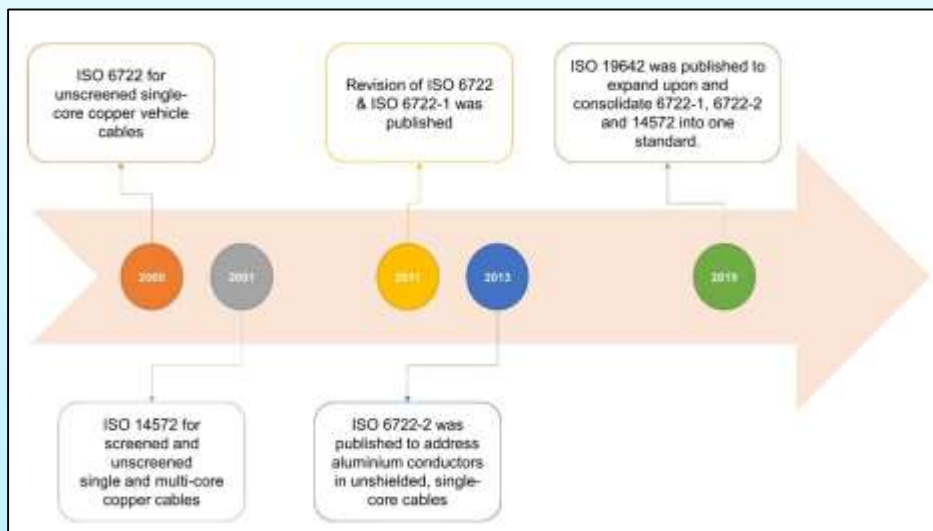 ISO 6722 for
unscreened single-
core copper vehicle
cables
Revision of ISO 6722
& ISO 6722-1 was
published
ISO 19642 was published to
expand upon and
consolidate 6722-1, 6722-2
and 14572 into one
standard.
2001
2011
2013
2019
ISO 14572 for
screened and
unscreened
single and multi-core
copper cables
ISO 6722-2 was
published to address
aluminium conductors
in unshielded, single-
core cables